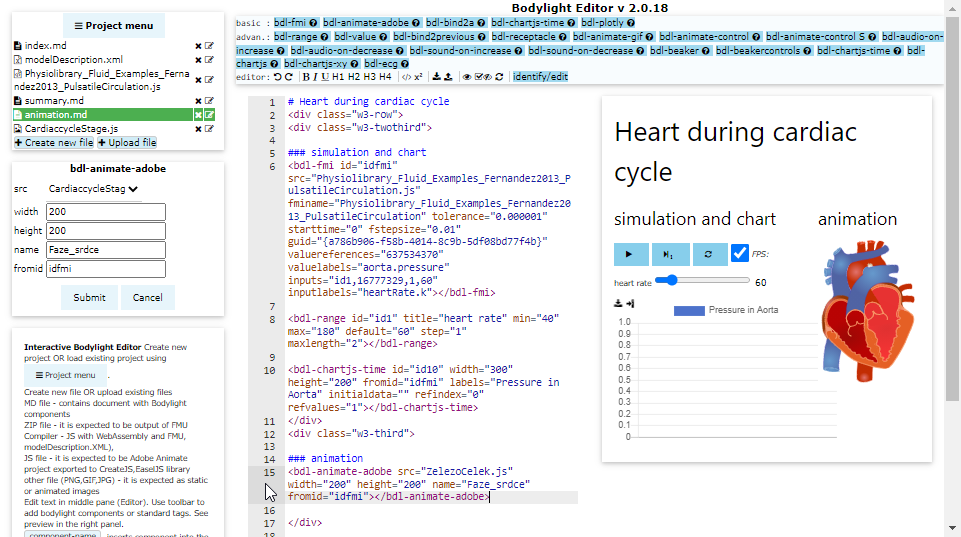 Bodylight Editor v 2.0.18
Project menu
index.md
modelDescription.xml
Physiolibrary_Fluid_Examples_Ferna
ndez2013_PulsatileCirculation.js
summary.md
animation.md
CardiaccycleStage.js
Create new file Upload file
bdl-animate-adobe
src CardiaccycleStag
width 200
height 200
name Faze_srdce
fromid idfmi
Submit Cancel
Interactive Bodylight Editor Create new
project OR load existing project using
Project menu .
Create new file OR upload existing files
MD file - contains document with Bodylight
components
ZIP file - it is expected to be output of FMU
Compiler - JS with WebAssembly and FMU,
modelDescription.XML),
JS file - it is expected to be Adobe Animate
project exported to CreateJS,EaselJS library
other file (PNG,GIF,JPG) - it is expected as static
or animated images
Edit text in middle pane (Editor). Use toolbar to
add bodylight components or standard tags. See
preview in the right panel.
component-name , inserts component into the
basic : bdl-fmi bdl-animate-adobe bdl-bind2a bdl-chartjs-time bdl-plotly
advan.: bdl-range bdl-value bdl-bind2previous bdl-receptacle bdl-animate-gif bdl-animate-control bdl-animate-control S bdl-audio-on-
increase bdl-audio-on-decrease bdl-sound-on-increase bdl-sound-on-decrease bdl-beaker bdl-beakercontrols bdl-chartjs-time bdl-
chartjs bdl-chartjs-xy bdl-ecg
editor: B I U H1 H2 H3 H4 </> x² identify/edit
1 # Heart during cardiac cycle
2 <div class="w3-row">
3 <div class="w3-twothird">
4
5 ### simulation and chart
6 <bdl-fmi id="idfmi"
src="Physiolibrary_Fluid_Examples_Fernandez2013_P
ulsatileCirculation.js"
fminame="Physiolibrary_Fluid_Examples_Fernandez20
13_PulsatileCirculation" tolerance="0.000001"
starttime="0" fstepsize="0.01"
guid="{a786b906-f58b-4014-8c9b-5df08bd77f4b}"
valuereferences="637534370"
valuelabels="aorta.pressure"
inputs="id1,16777329,1,60"
inputlabels="heartRate.k"></bdl-fmi>
7
8 <bdl-range id="id1" title="heart rate" min="40"
max="180" default="60" step="1"
maxlength="2"></bdl-range>
9
10 <bdl-chartjs-time id="id10" width="300"
height="200" fromid="idfmi" labels="Pressure in
Aorta" initialdata="" refindex="0"
refvalues="1"></bdl-chartjs-time>
11 </div>
12 <div class="w3-third">
13
14 ### animation
15 <bdl-animate-adobe src="ZelezoCelek.js"
width="200" height="200" name="Faze_srdce"
fromid="idfmi"></bdl-animate-adobe>
16
17 </div>
18
Heart during cardiac
cycle
simulation and chart animation
FPS:
heart rate 60
Pressure in Aorta
1.0
0.9
0.8
0.7
0.6
0.5
0.4
0.3
0.2
0.1
0